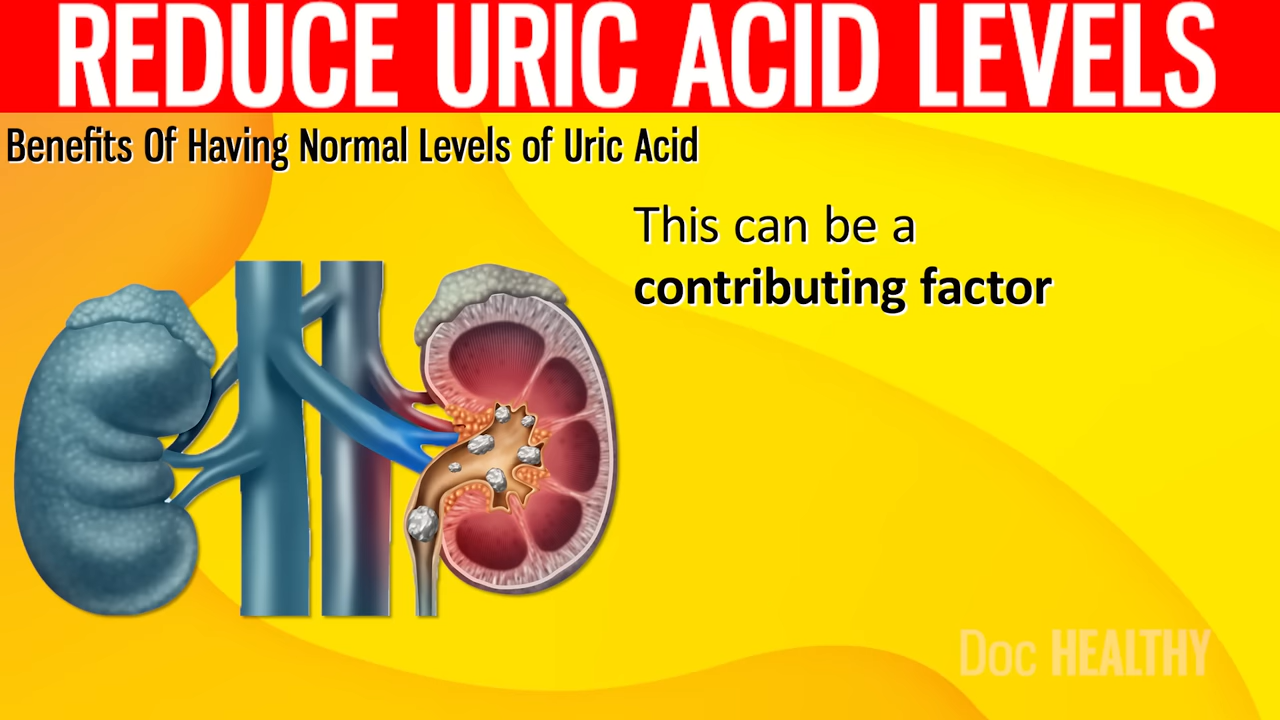 REDUCE URIC ACID LEVELS
Benefits Of Having Normal Levels of Uric Acid
This can be a
contributing factor
Doc HEALTHY